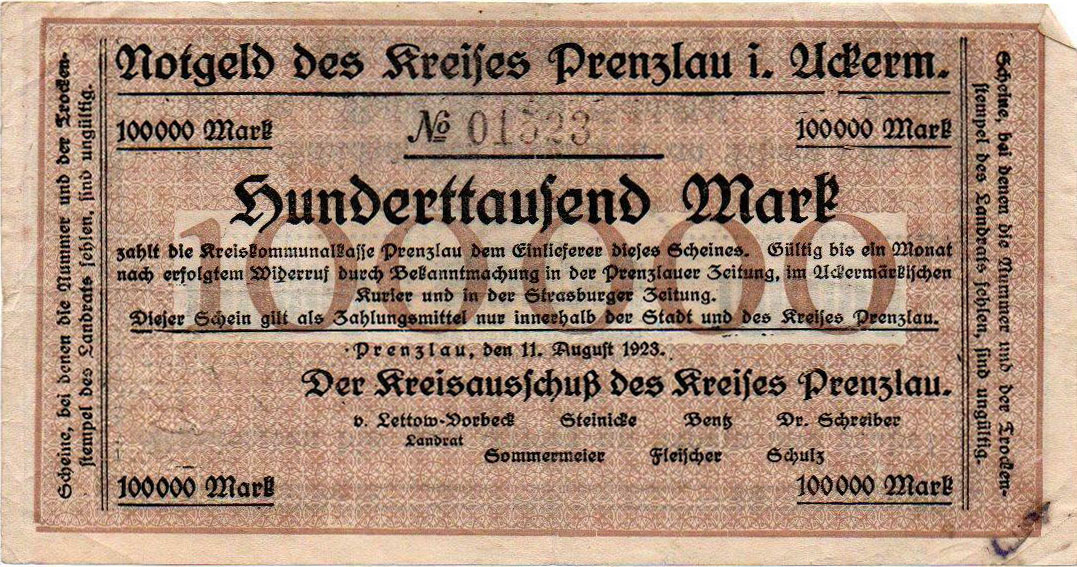 Notgeld des Kreises Prenzlau i. Uckerm.
100000 Mark
№ 01523
100000 Mark
Hunderttausend Mark
100000
zahlt die Kreiskommunalkasse Prenzlau dem Einlieferer dieses Scheines. Gültig bis ein Monat
nach erfolgtem Widerruf durch Bekanntmachung in der Prenzlauer Zeitung, im Uckermärkischen
Kurier und in der Strasburger Zeitung.
Dieser Schein gilt als Zahlungsmittel nur innerhalb der Stadt und des Kreises Prenzlau.
Prenzlau, den 11. August 1923.
Der Kreisausschuß des Kreises Prenzlau.
v. Lettow-Vorbeck Steinicke Bentz Dr. Schreiber
Landrat
Sommermeier Fleischer Schulz
100000 Mark
100000 Mark
Scheine, bei denen die Nummer und der Trocken-
stempel des Landrats fehlen, sind ungültig.
Scheine, bei denen die Nummer und der Trocken-
stempel des Landrats fehlen, sind ungültig.